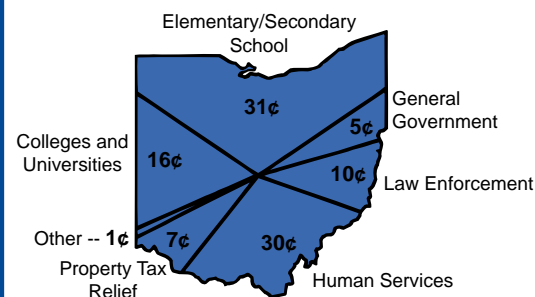 Elementary/Secondary
School
31¢
General
Government
5¢
Colleges and
Universities
16¢
10¢
Law Enforcement
Other -- 1¢
7¢
30¢
Property Tax
Relief
Human Services